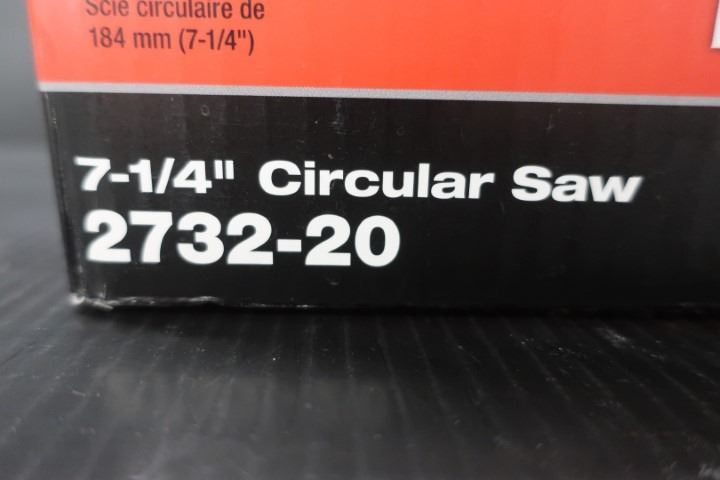 Scie circulaire de
184 mm (7-1/4")
7-1/4" Circular Saw
2732-20